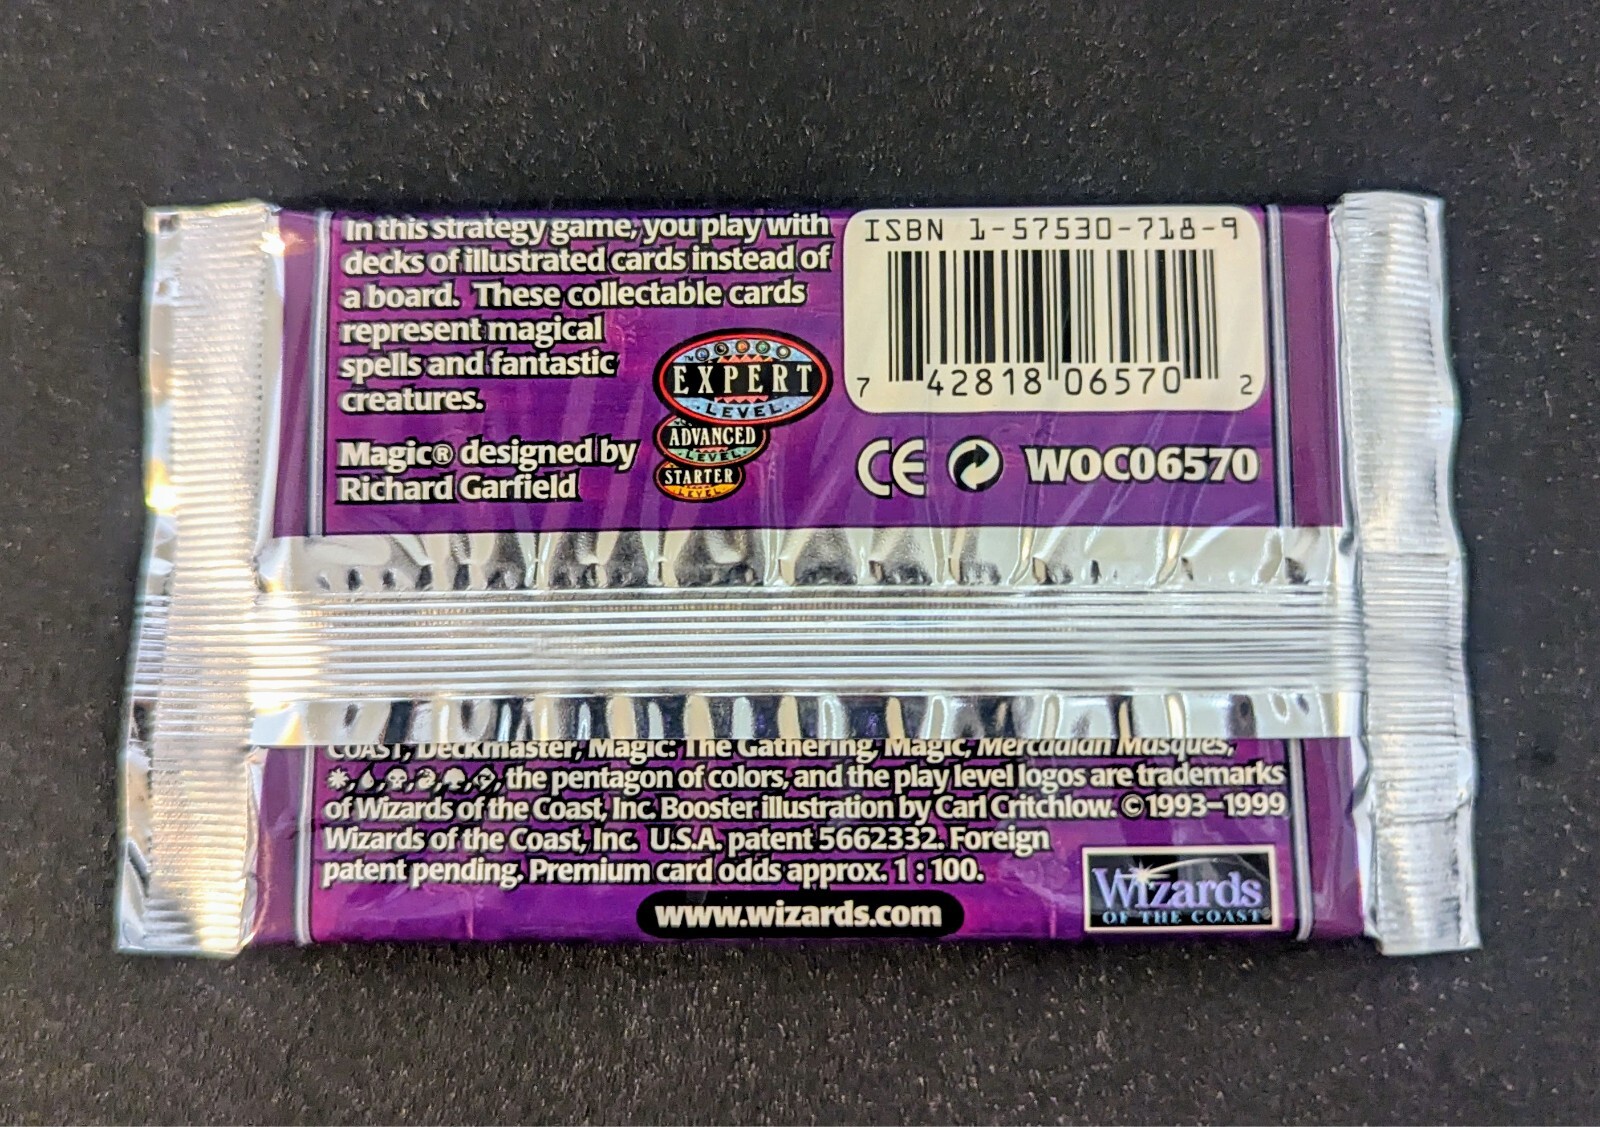 In this strategy game, you play with
decks of illustrated cards instead of
a board. These collectable cards
represent magical
spells and fantastic
creatures.
Magic® designed by
Richard Garfield
™
EXPERT
LEVEL
ADVANCED
LEVEL
STARTER
LEVEL
ISBN 1-57530-718-9
7 42818 06570 2
CE WOC06570
COAST, Deckmaster, Magic: The Gathering, Magic, Mercadian Masques,
, , , , , , the pentagon of colors, and the play level logos are trademarks
of Wizards of the Coast, Inc. Booster illustration by Carl Critchlow. ©1993–1999
Wizards of the Coast, Inc. U.S.A. patent 5662332. Foreign
patent pending. Premium card odds approx. 1 : 100.
www.wizards.com
Wizards
OF THE COAST®